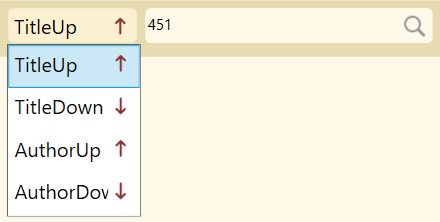 TitleUp ↑ 451
TitleUp ↑
TitleDown ↓
AuthorUp ↑
AuthorDov ↓